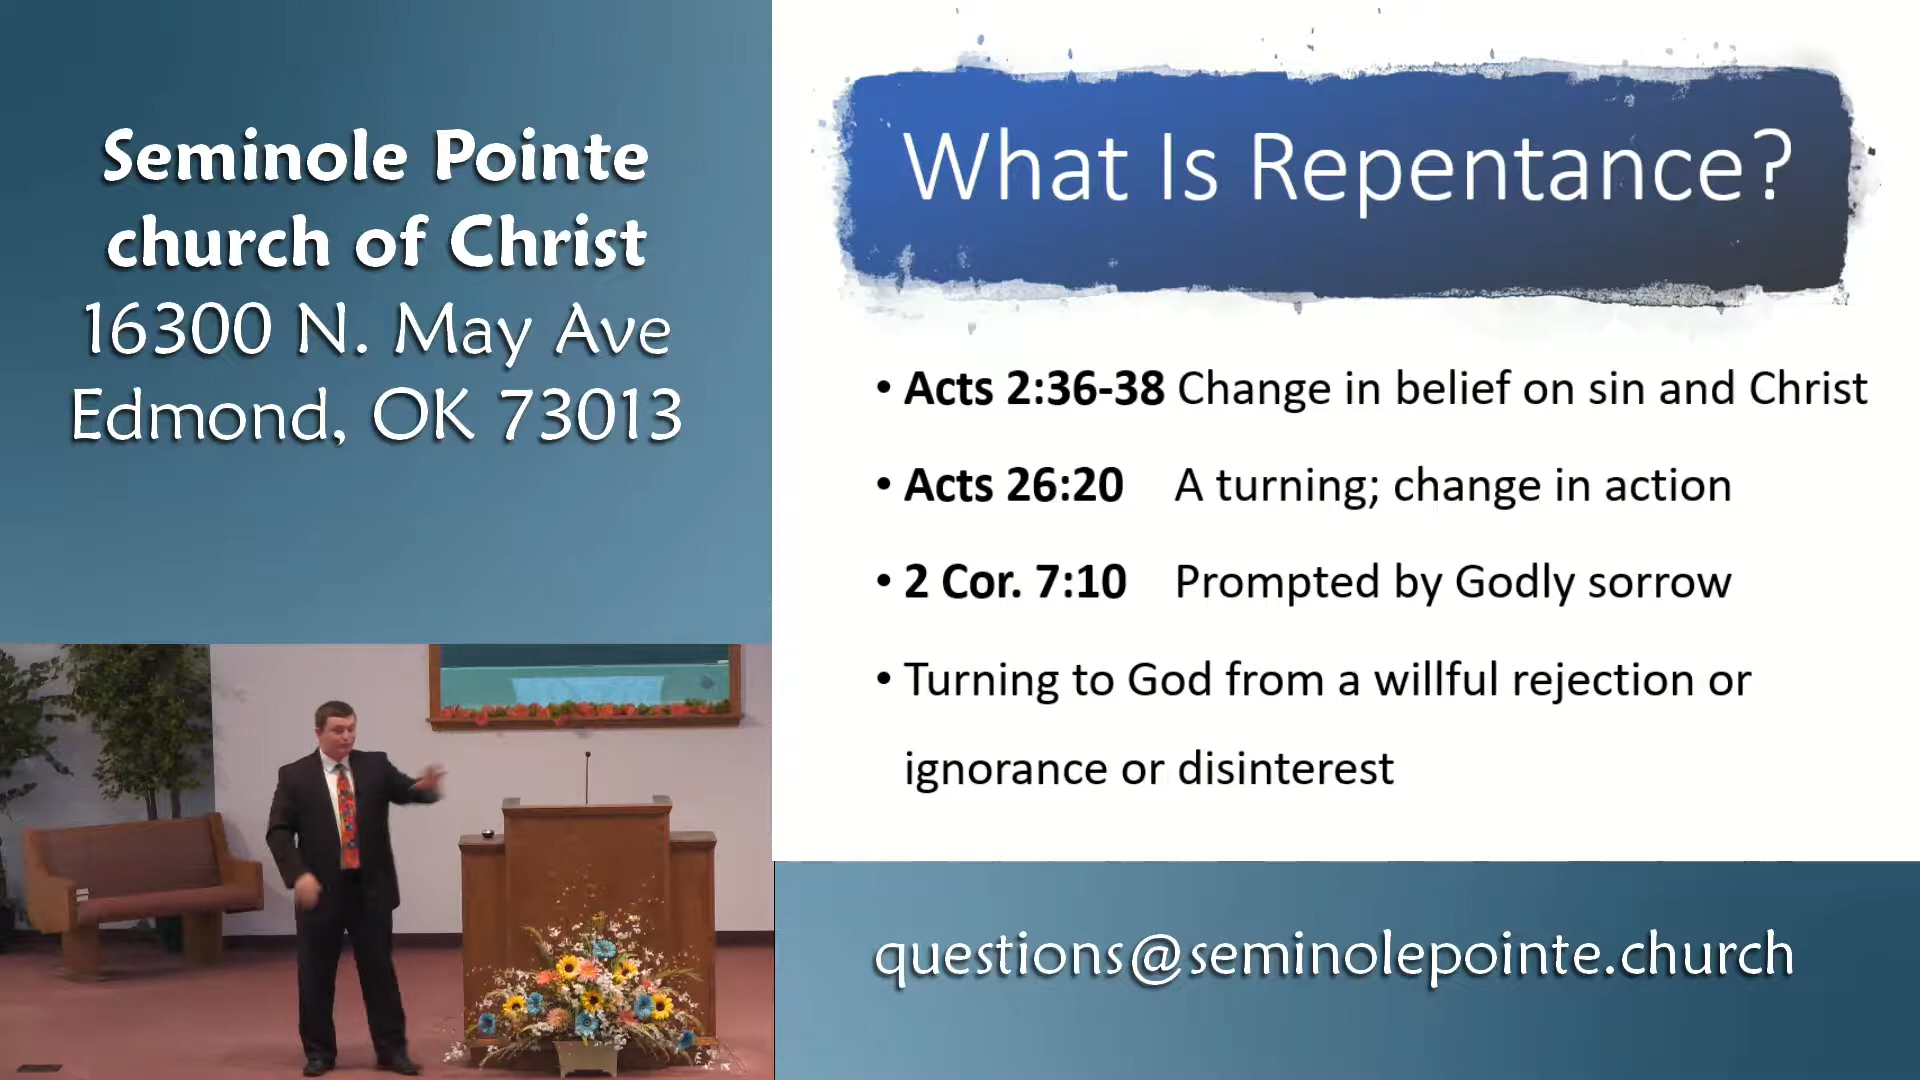 Seminole Pointe
church of Christ
16300 N. May Ave
Edmond, OK 73013
What Is Repentance?
• Acts 2:36-38 Change in belief on sin and Christ
• Acts 26:20 A turning; change in action
• 2 Cor. 7:10 Prompted by Godly sorrow
• Turning to God from a willful rejection or
ignorance or disinterest
questions@seminolepointe.church